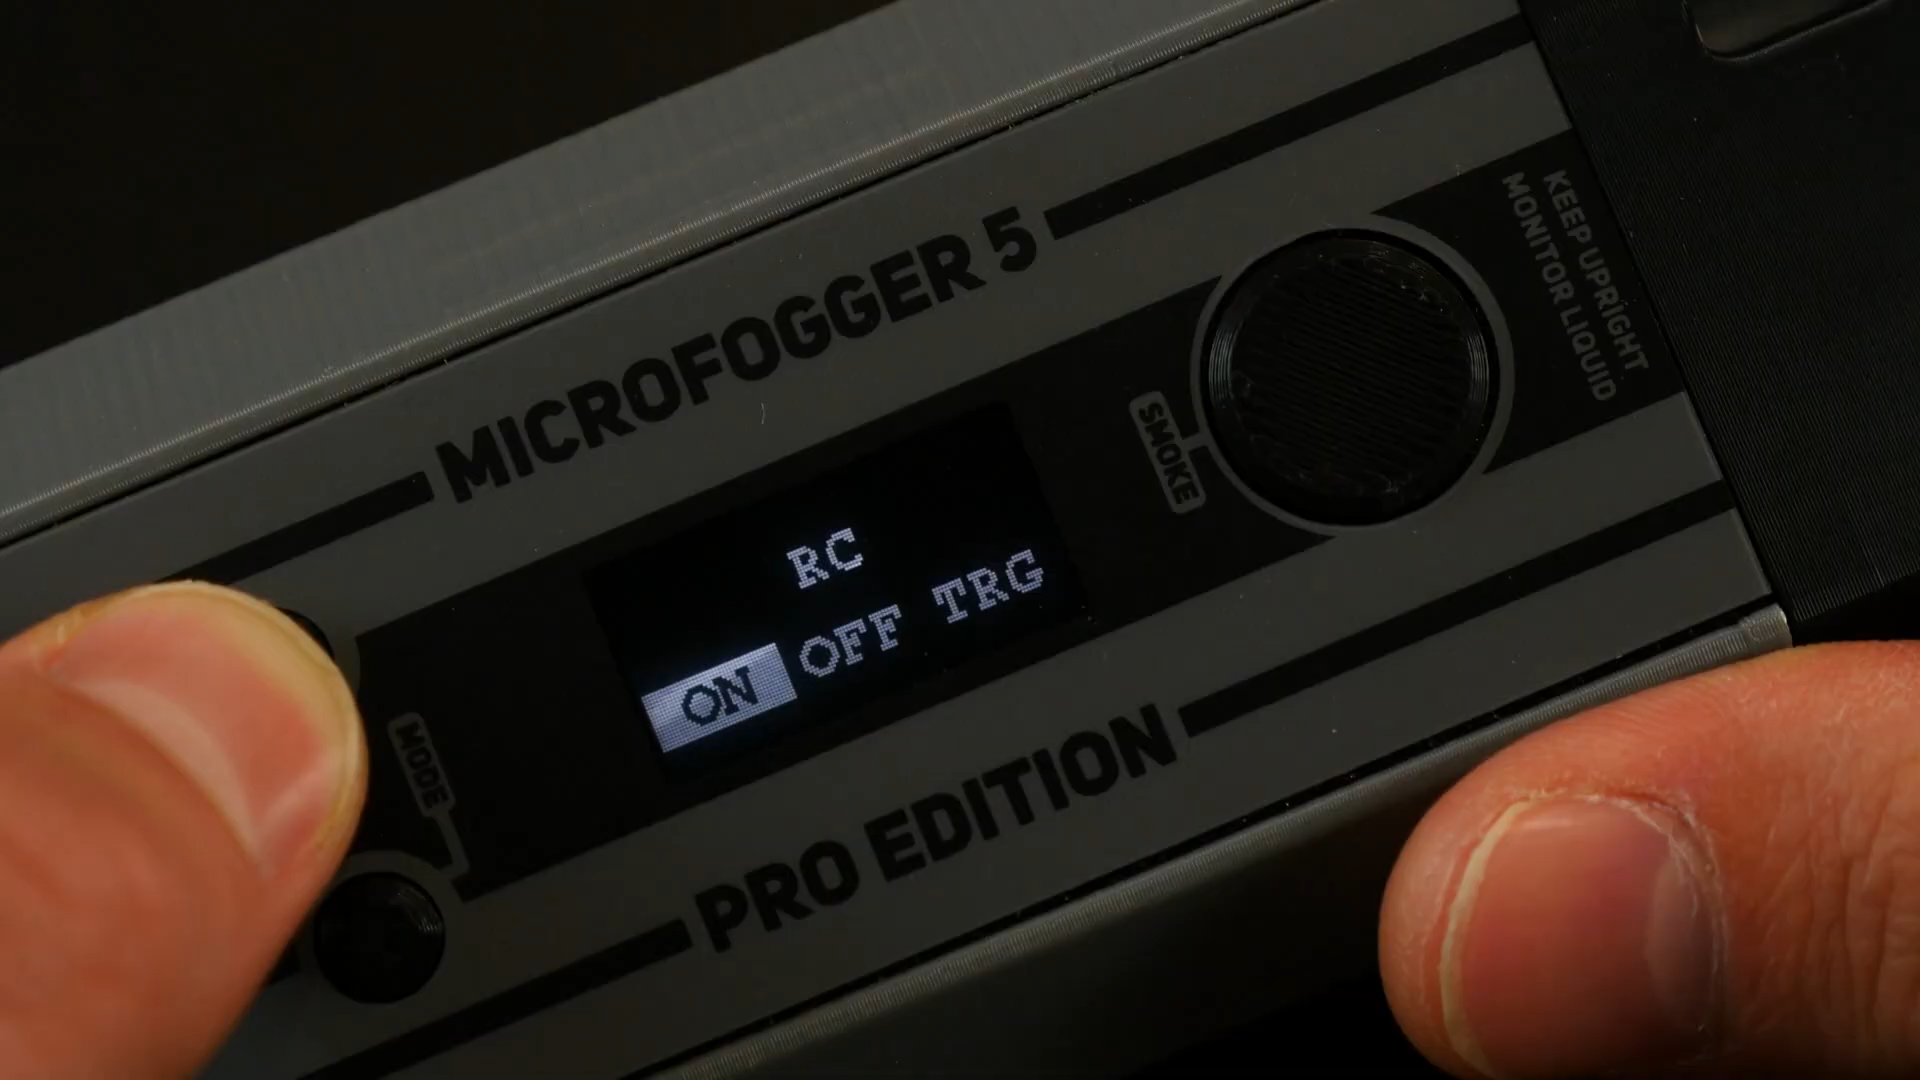 MICROFOGGER 5
KEEP UPRIGHT
MONITOR LIQUID
SMOKE
RC
ON OFF TRG
MODE
PRO EDITION